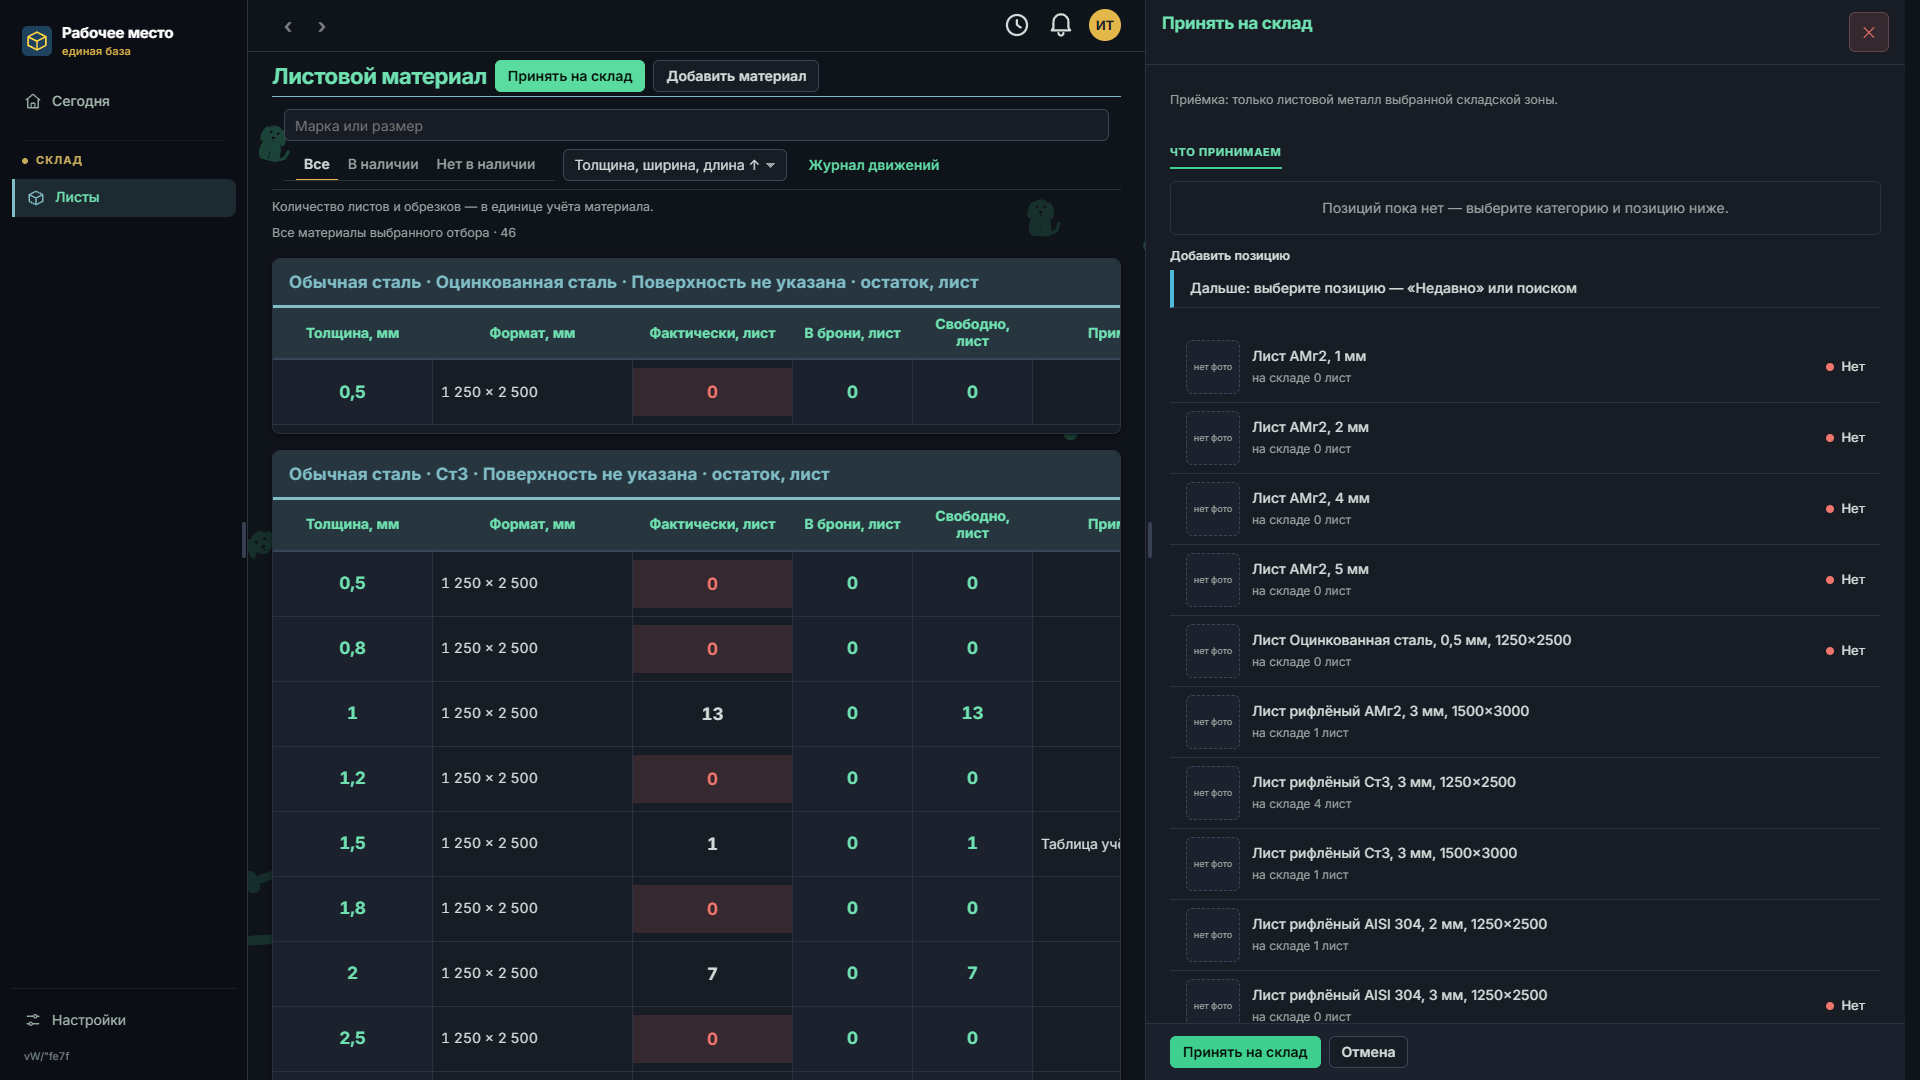 Рабочее место
единая база
Сегодня
СКЛАД
Листы
Настройки
vW/"fe7f
ИТ
Листовой материал
Принять на склад
Добавить материал
Марка или размер
Все
В наличии
Нет в наличии
Толщина, ширина, длина ↑
Журнал движений
Количество листов и обрезков — в единице учёта материала.
Все материалы выбранного отбора · 46
Обычная сталь · Оцинкованная сталь · Поверхность не указана · остаток, лист
Толщина, мм Формат, мм Фактически, лист В брони, лист Свободно, лист Прим
0,5 1 250 × 2 500 0 0 0
Обычная сталь · Ст3 · Поверхность не указана · остаток, лист
Толщина, мм Формат, мм Фактически, лист В брони, лист Свободно, лист Прим
0,5 1 250 × 2 500 0 0 0
0,8 1 250 × 2 500 0 0 0
1 1 250 × 2 500 13 0 13
1,2 1 250 × 2 500 0 0 0
1,5 1 250 × 2 500 1 0 1 Таблица учё
1,8 1 250 × 2 500 0 0 0
2 1 250 × 2 500 7 0 7
2,5 1 250 × 2 500 0 0 0
Принять на склад
Приёмка: только листовой металл выбранной складской зоны.
ЧТО ПРИНИМАЕМ
Позиций пока нет — выберите категорию и позицию ниже.
Добавить позицию
Дальше: выберите позицию — «Недавно» или поиском
нет фото
Лист АМг2, 1 мм
на складе 0 лист
Нет
нет фото
Лист АМг2, 2 мм
на складе 0 лист
Нет
нет фото
Лист АМг2, 4 мм
на складе 0 лист
Нет
нет фото
Лист АМг2, 5 мм
на складе 0 лист
Нет
нет фото
Лист Оцинкованная сталь, 0,5 мм, 1250×2500
на складе 0 лист
Нет
нет фото
Лист рифлёный АМг2, 3 мм, 1500×3000
на складе 1 лист
нет фото
Лист рифлёный Ст3, 3 мм, 1250×2500
на складе 4 лист
нет фото
Лист рифлёный Ст3, 3 мм, 1500×3000
на складе 1 лист
нет фото
Лист рифлёный AISI 304, 2 мм, 1250×2500
на складе 1 лист
нет фото
Лист рифлёный AISI 304, 3 мм, 1250×2500
на складе 0 лист
Нет
Принять на склад
Отмена